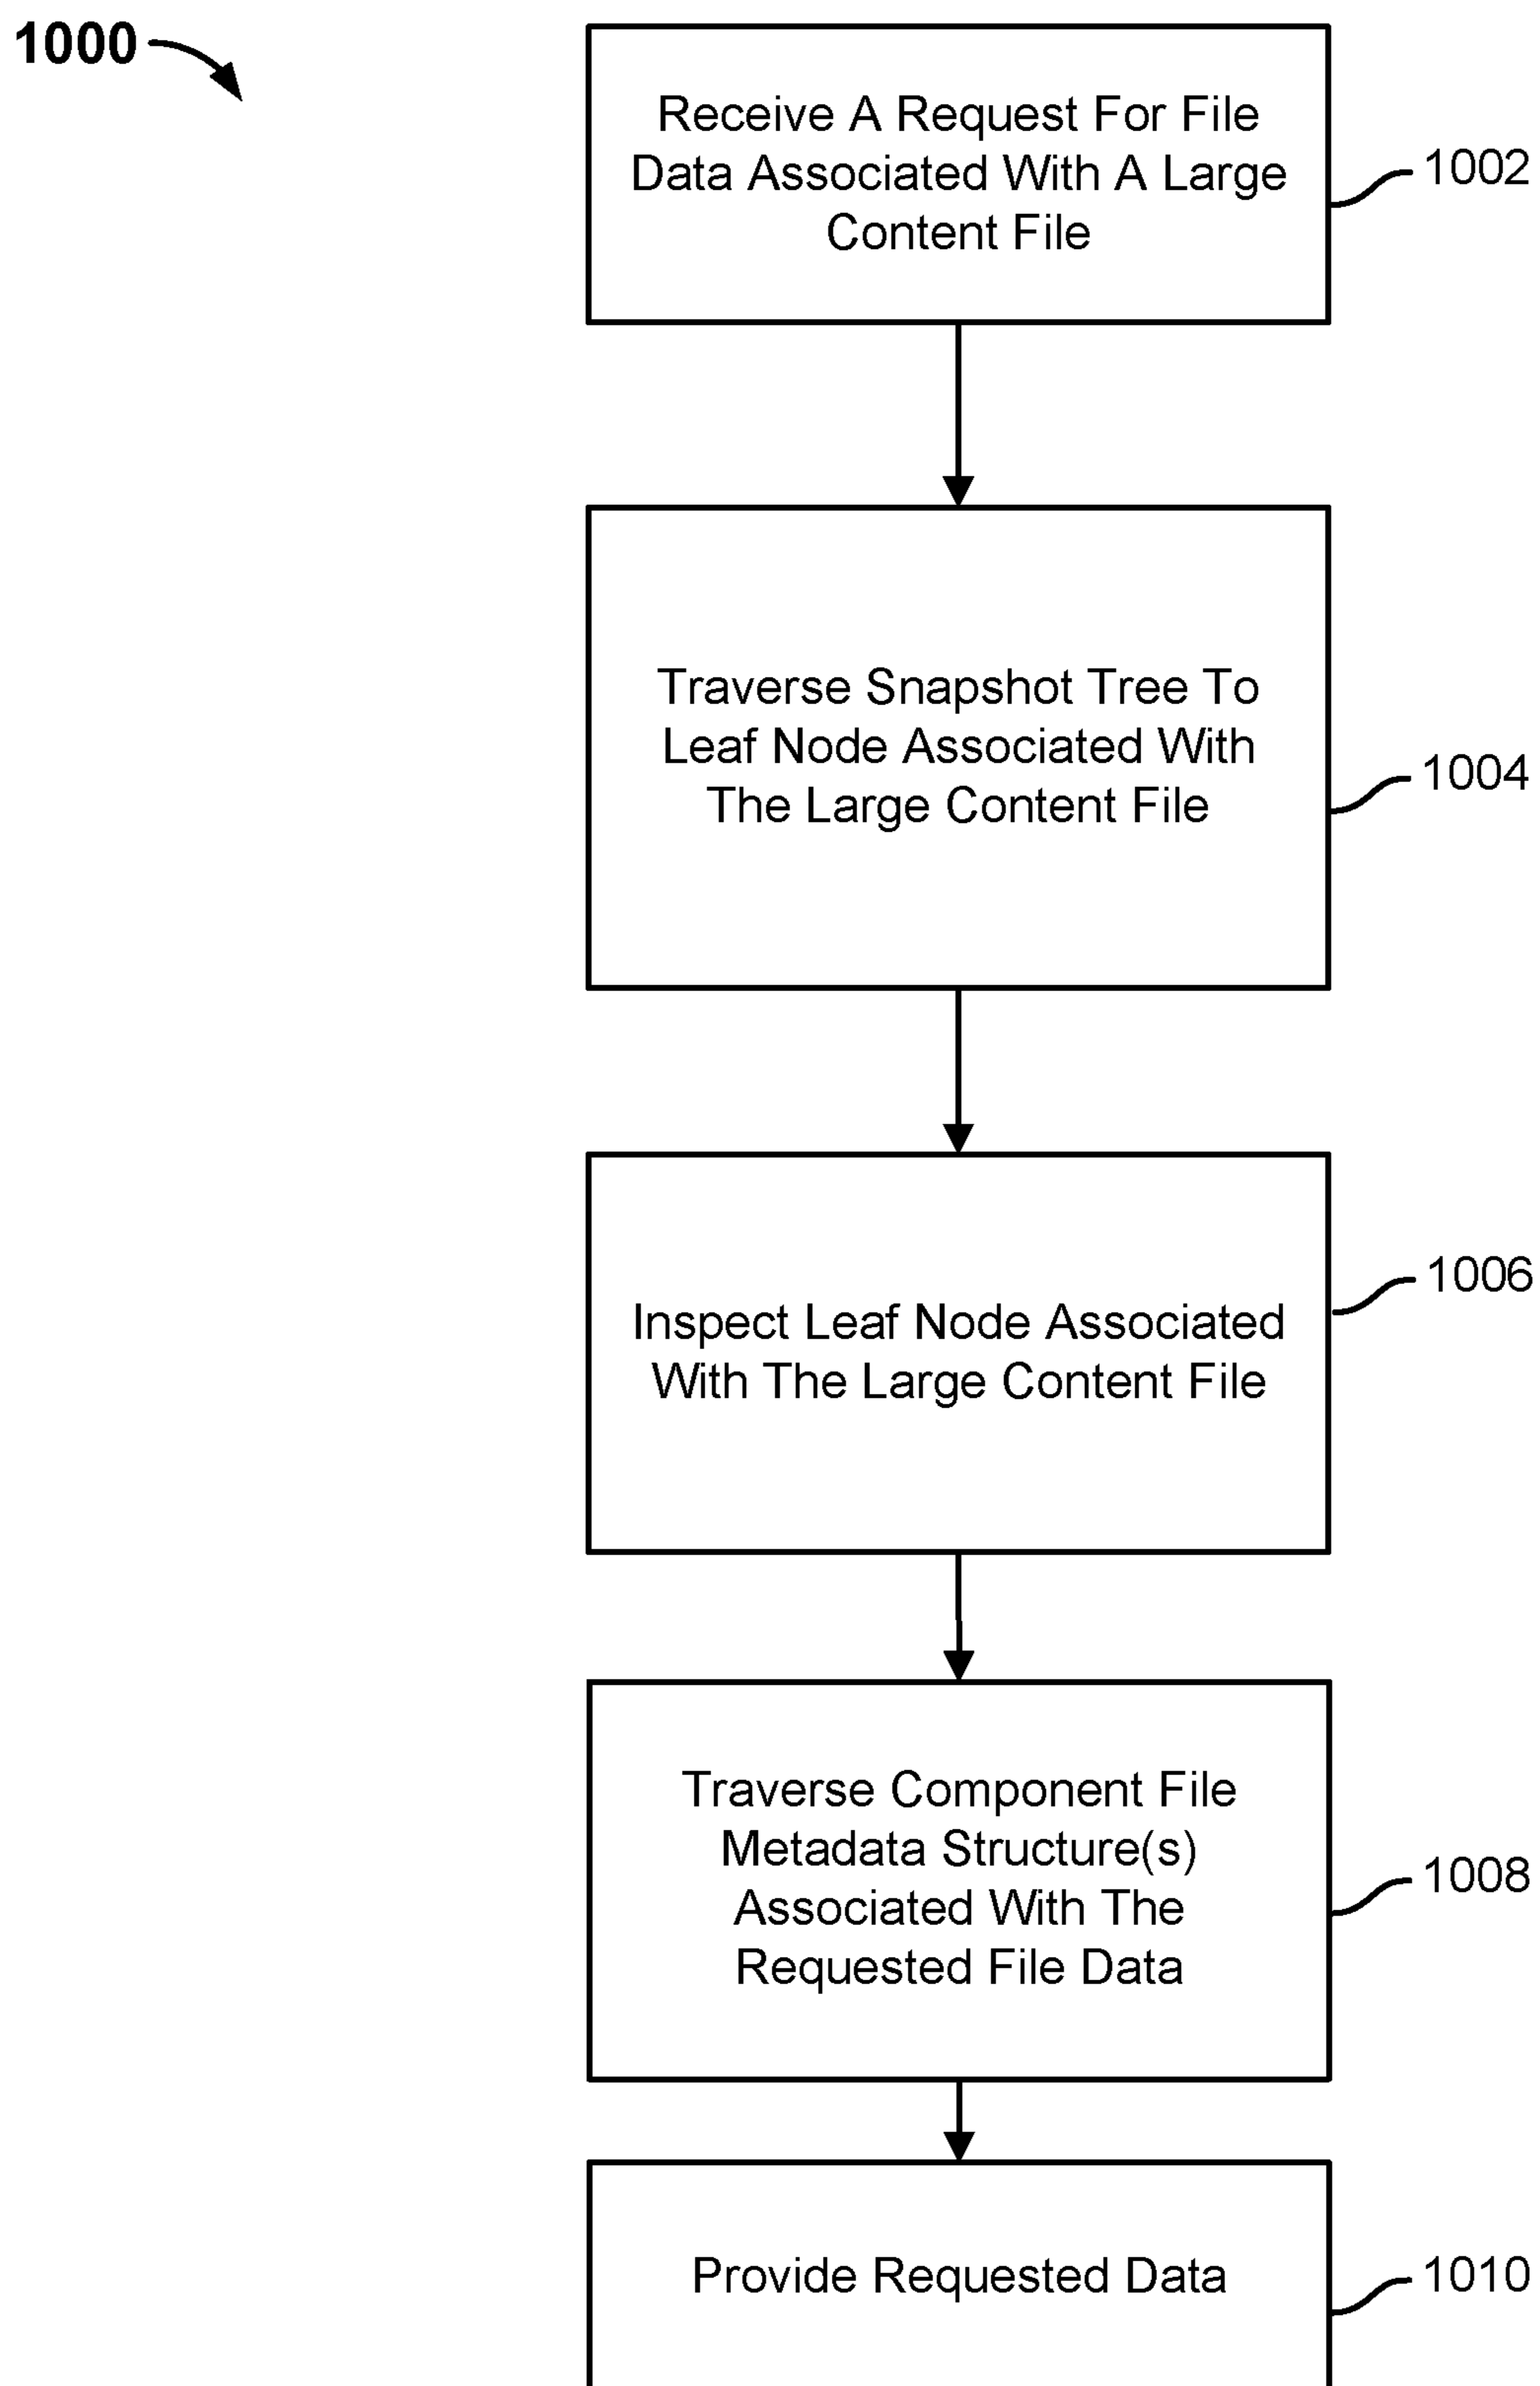 1000
Receive A Request For File
Data Associated With A Large
Content File
1002
Traverse Snapshot Tree To
Leaf Node Associated With
The Large Content File
1004
Inspect Leaf Node Associated
With The Large Content File
1006
Traverse Component File
Metadata Structure(s)
Associated With The
Requested File Data
1008
Provide Requested Data
1010